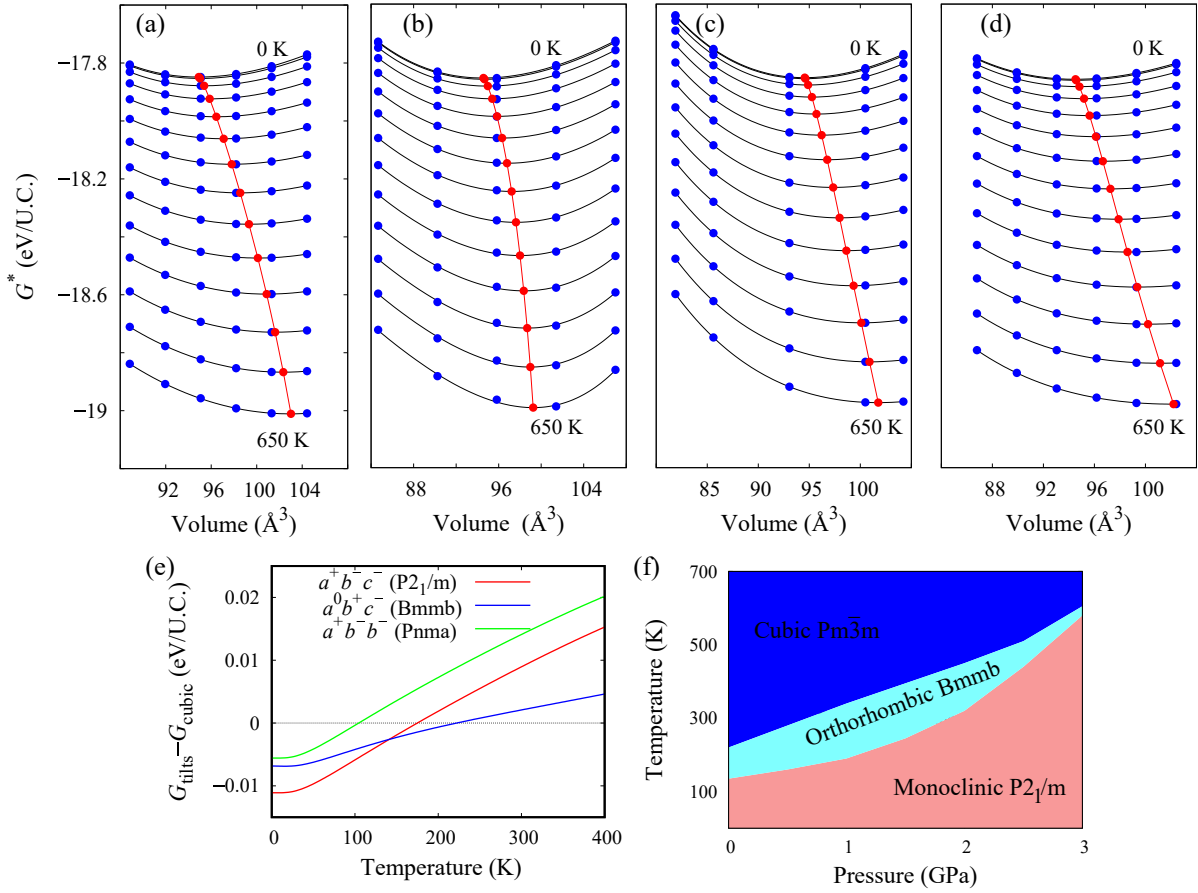 (a) (b) (c) (d)
0 K 0 K 0 K 0 K
−17.8
−18.2
−18.6
−19
G* (eV/U.C.)
650 K 650 K 650 K 650 K
92 96 100 104 88 96 104 85 90 95 100 88 92 96 100
Volume (Å³) Volume (Å³) Volume (Å³) Volume (Å³)
(e)
a⁺b⁻c⁻ (P2₁/m)
a⁰b⁺c⁻ (Bmmb)
a⁺b⁻b⁻ (Pnma)
0.02
0.01
0
−0.01
G_tilts−G_cubic (eV/U.C.)
0 100 200 300 400
Temperature (K)
(f)
700
500
300
100
Temperature (K)
Cubic Pm3̄m
Orthorhombic Bmmb
Monoclinic P2₁/m
0 1 2 3
Pressure (GPa)